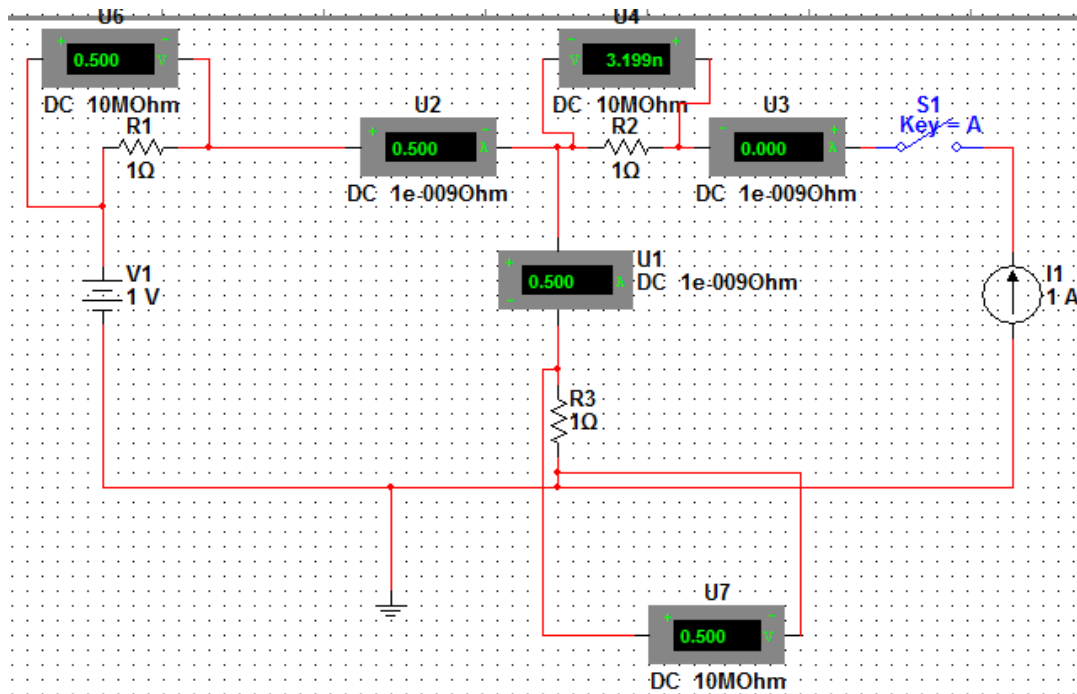 U6
U4
+ -
0.500 V
- +
V 3.199n
DC 10MOhm
DC 10MOhm
R1
1Ω
U2
+ -
0.500 A
DC 1e-009Ohm
R2
1Ω
U3
- +
0.000 A
DC 1e-009Ohm
S1
Key = A
V1
1 V
U1
+
0.500 A
-
DC 1e-009Ohm
I1
1 A
R3
1Ω
U7
+ -
0.500 V
DC 10MOhm